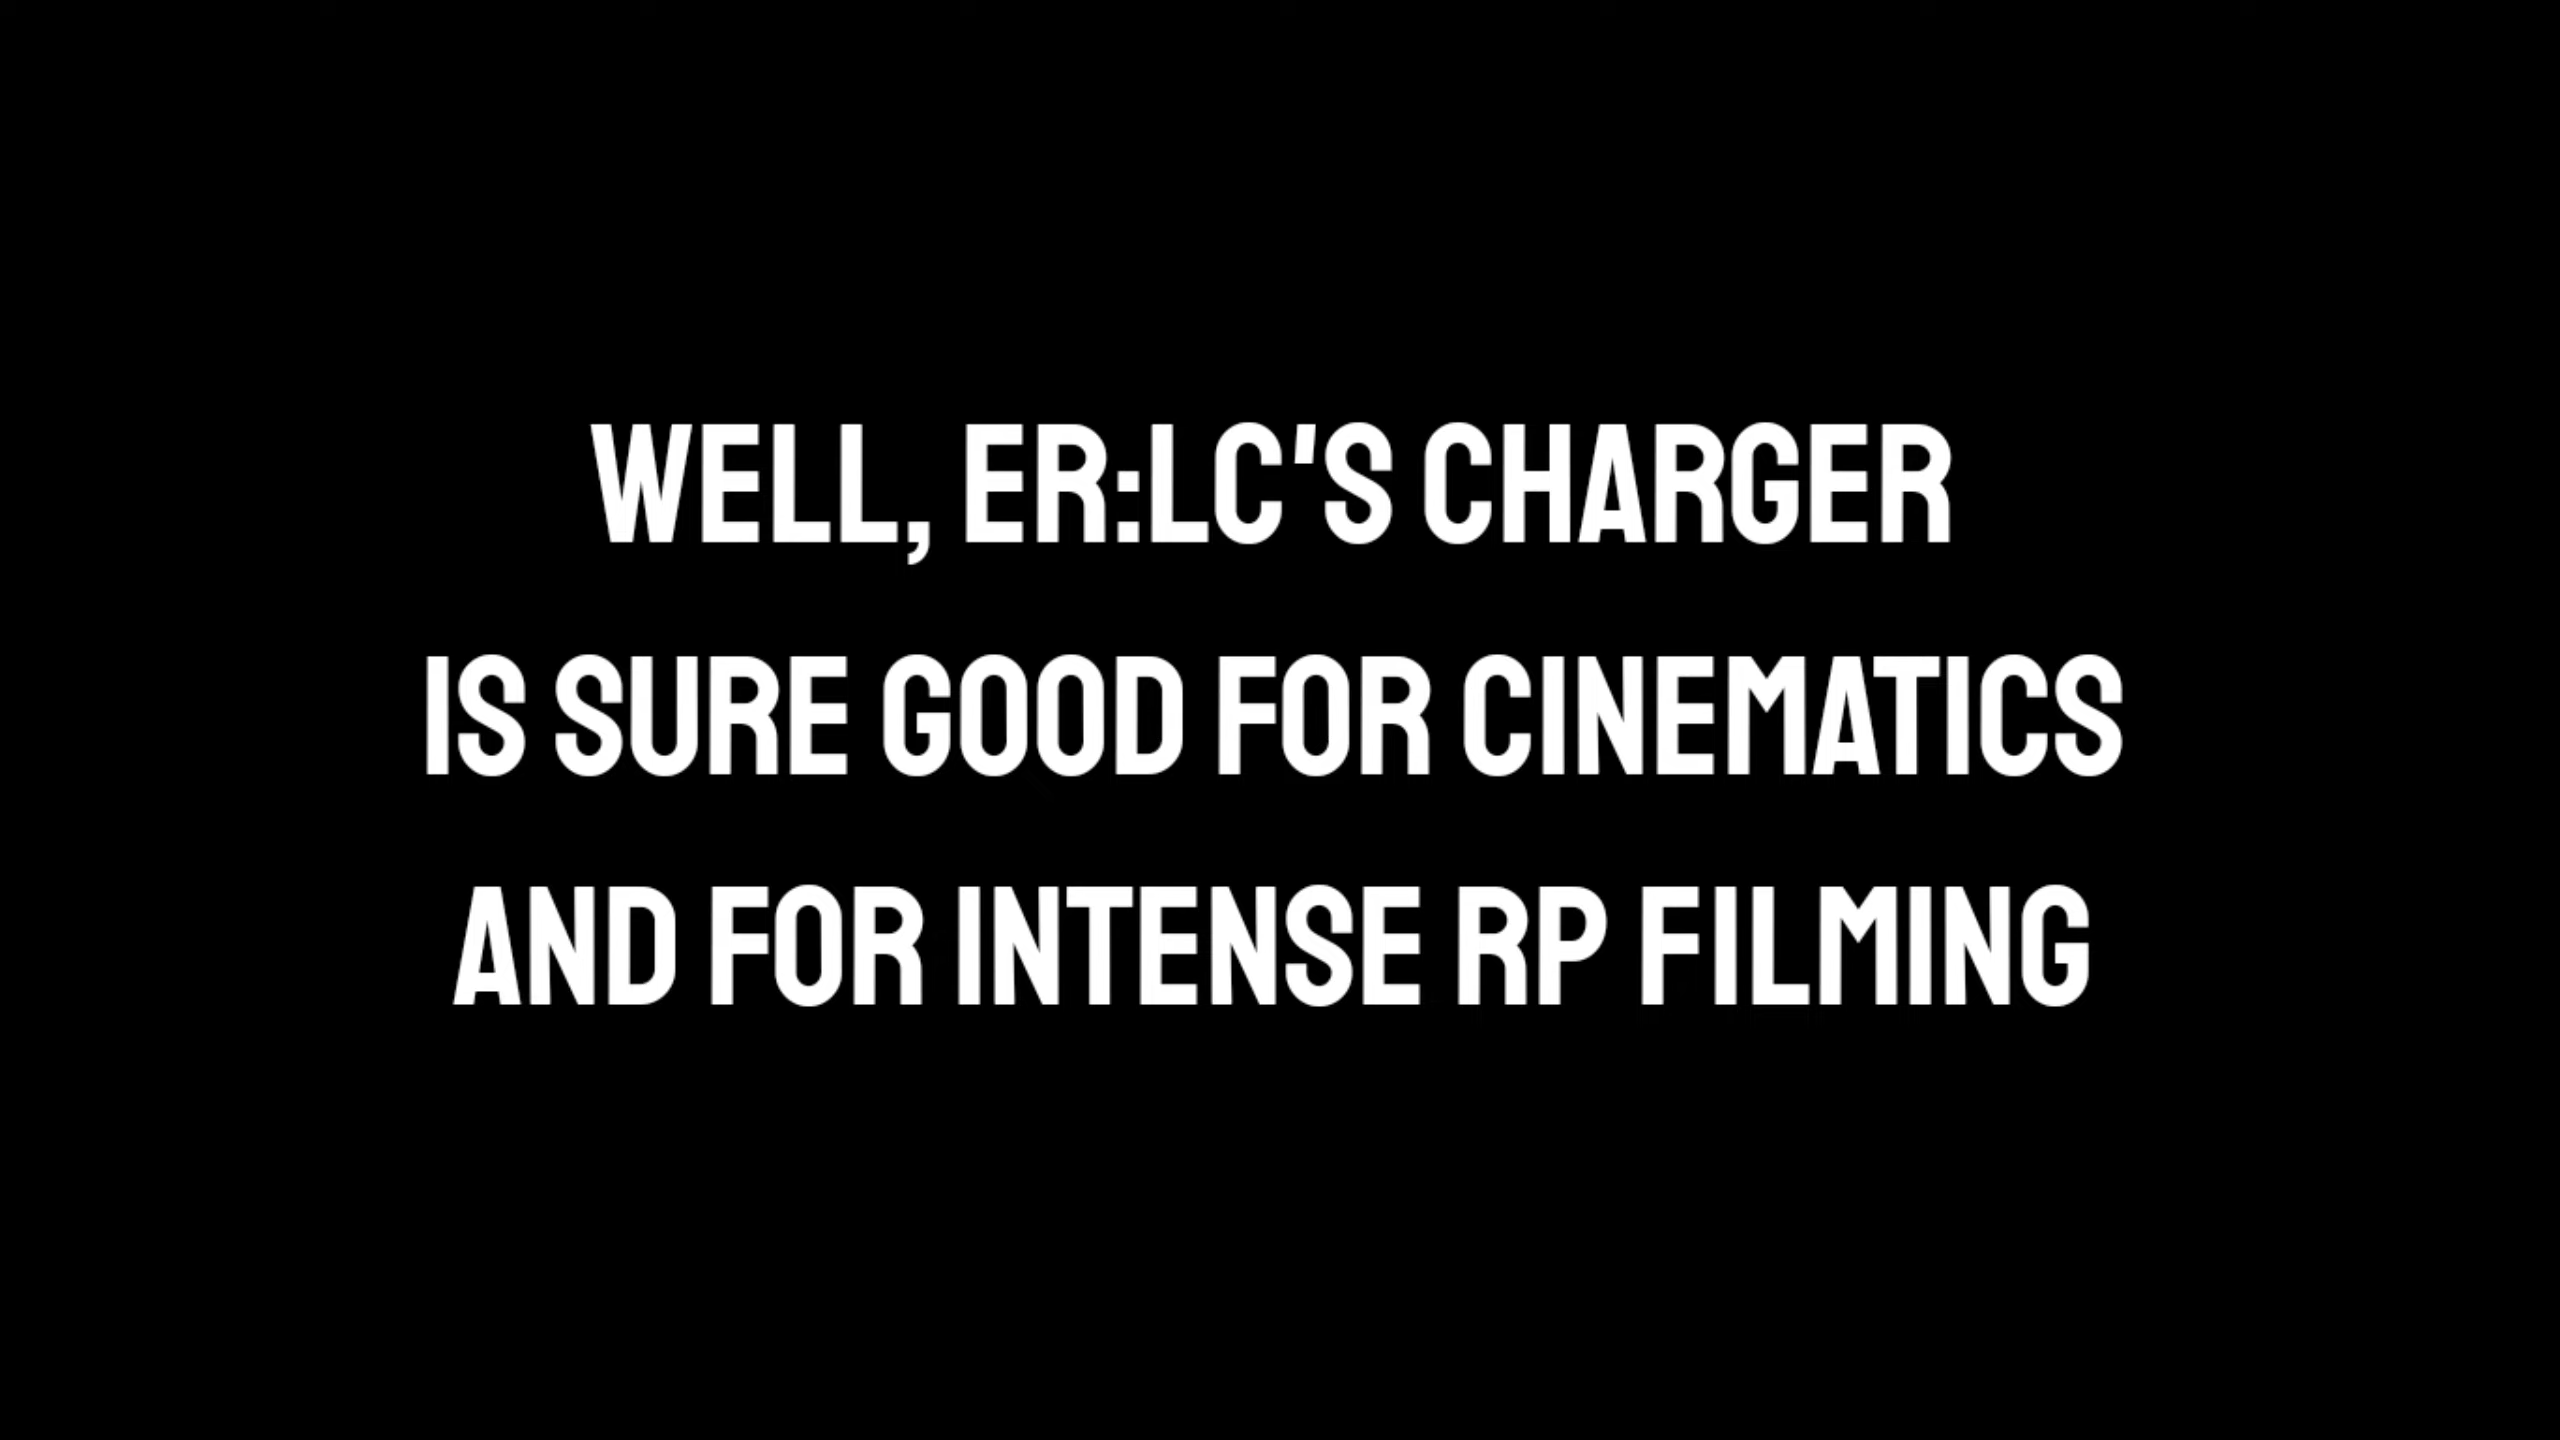 WELL, ER:LC'S CHARGER
IS SURE GOOD FOR CINEMATICS
AND FOR INTENSE RP FILMING